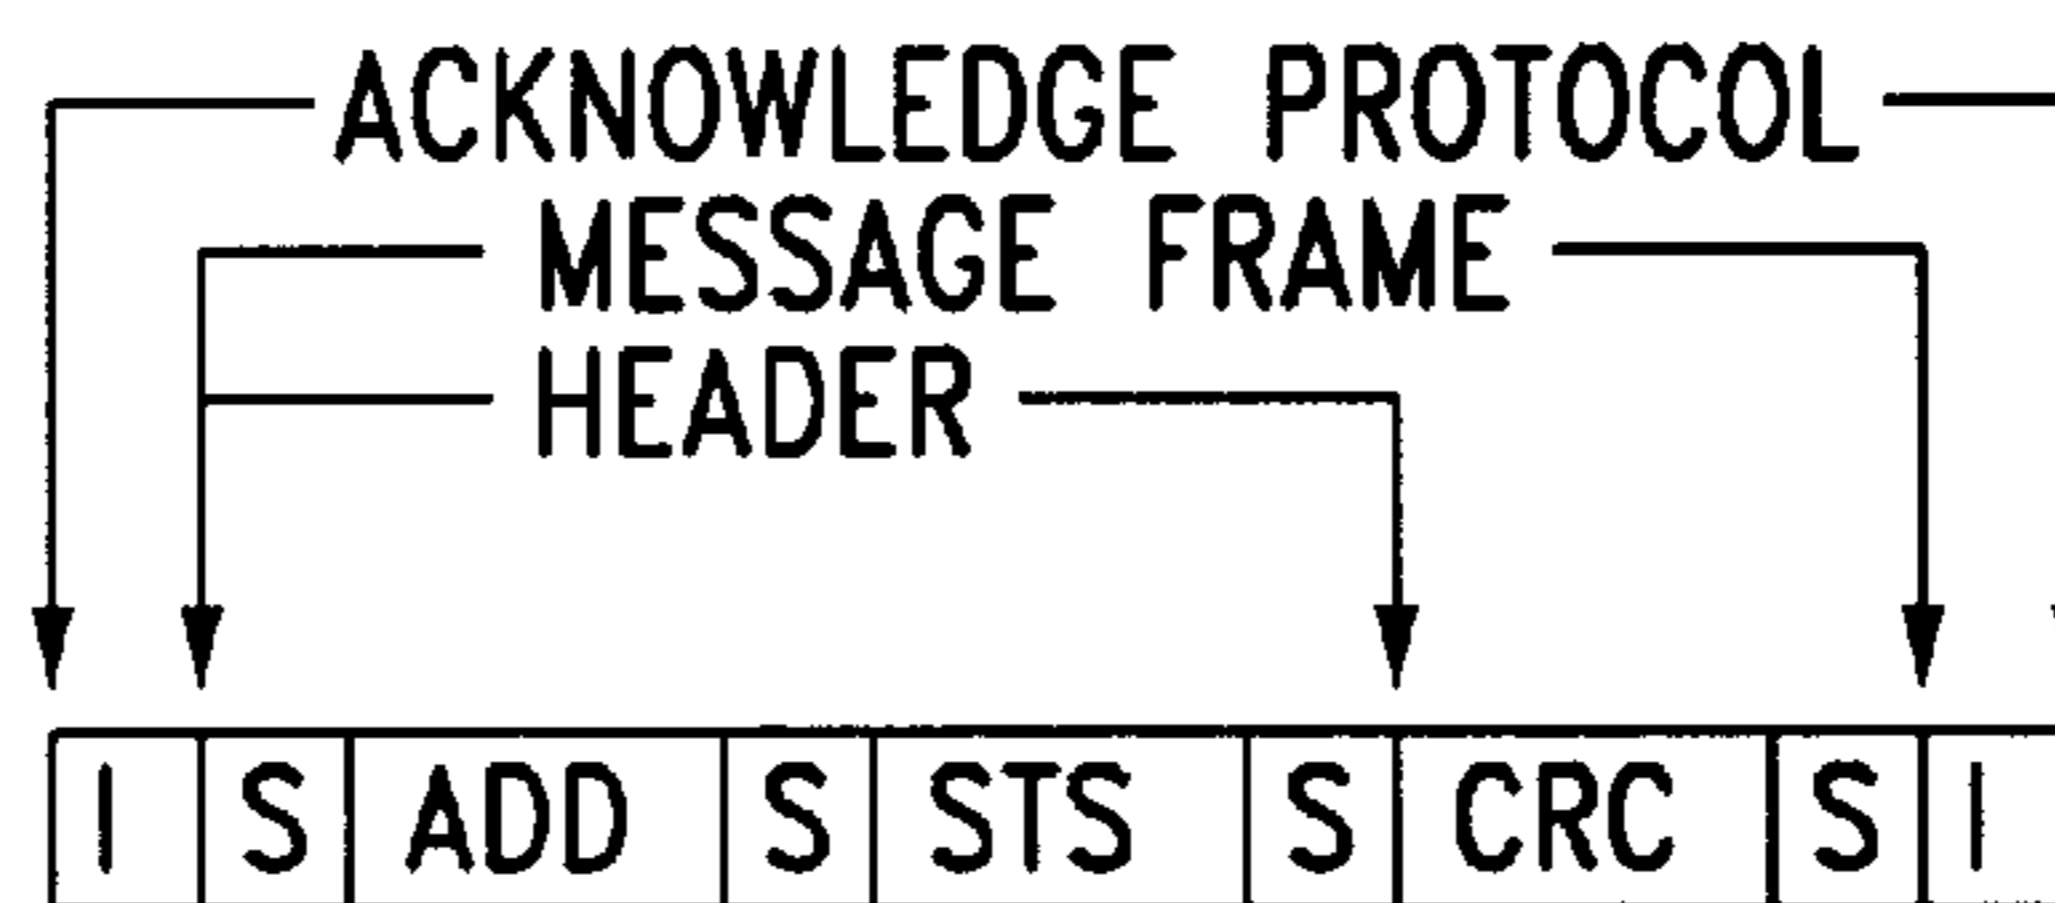 ACKNOWLEDGE PROTOCOL
MESSAGE FRAME
HEADER
I S ADD S STS S CRC S I